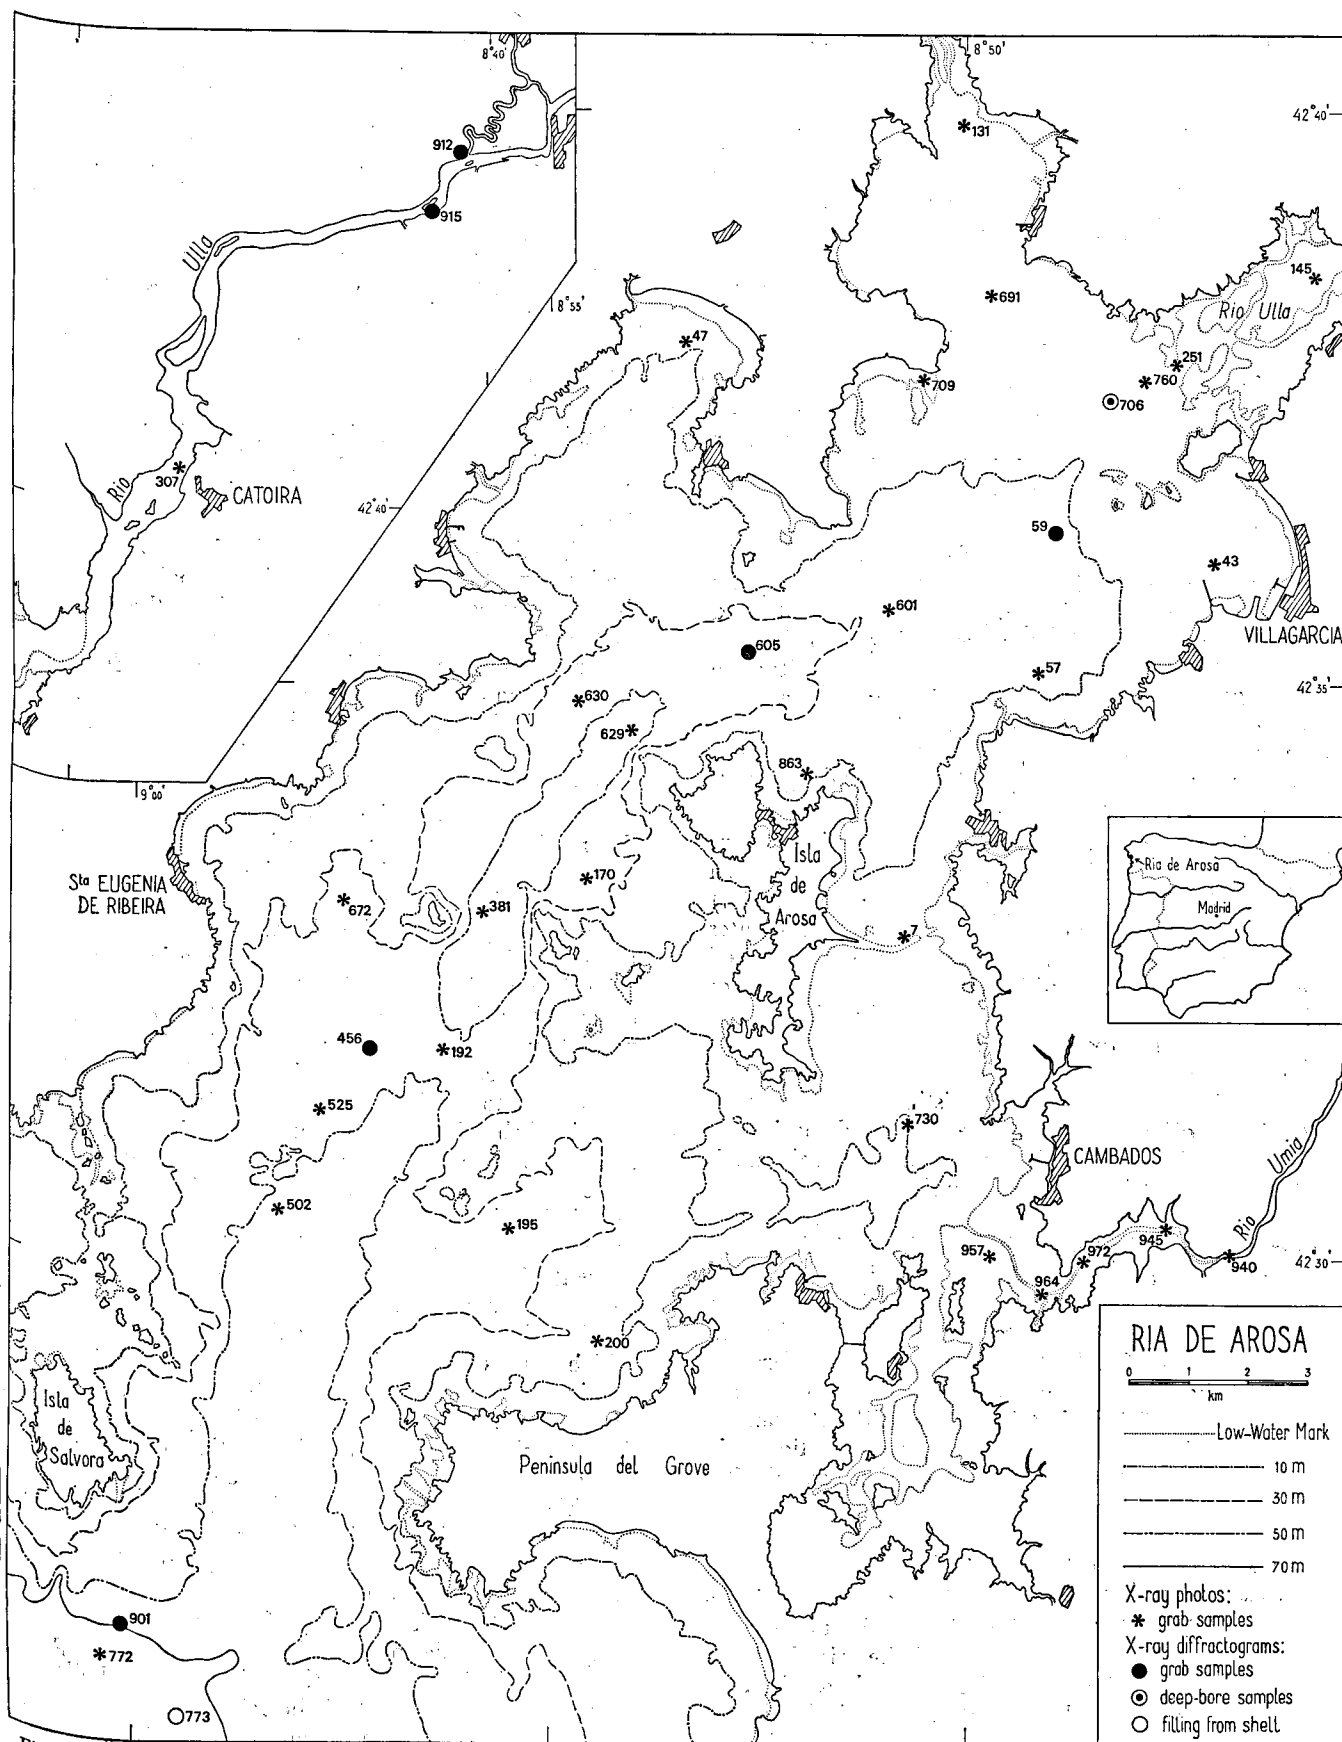 8°40'
8°50'
42°40'
131
912
915
Ulla
145
8°55'
691
Rio Ulla
47
251
709
760
706
307
Rio
CATOIRA
42°40'
59
43
601
VILLAGARCIA
605
57
42°35'
630
629
863
9°00'
Isla
de
Arosa
Ria de Arosa
Madrid
Sta EUGENIA
DE RIBEIRA
170
672
381
7
456
192
525
730
CAMBADOS
Rio Umia
502
195
957
972
945
940
42°30'
964
200
RIA DE AROSA
0 1 2 3
km
Low-Water Mark
10 m
30 m
50 m
70 m
Isla
de
Salvora
Peninsula del Grove
X-ray photos:
* grab samples
X-ray diffractograms:
● grab samples
◉ deep-bore samples
○ filling from shell
901
772
773